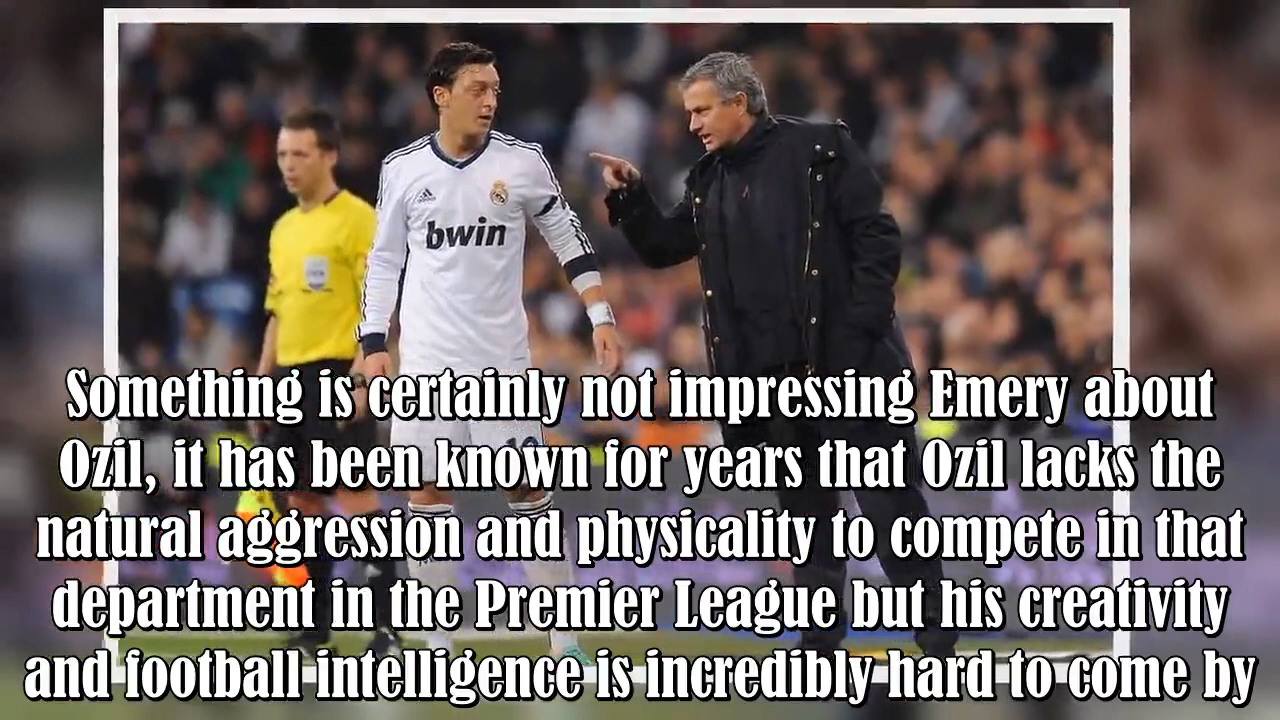 bwin
Something is certainly not impressing Emery about
Ozil, it has been known for years that Ozil lacks the
natural aggression and physicality to compete in that
department in the Premier League but his creativity
and football intelligence is incredibly hard to come by